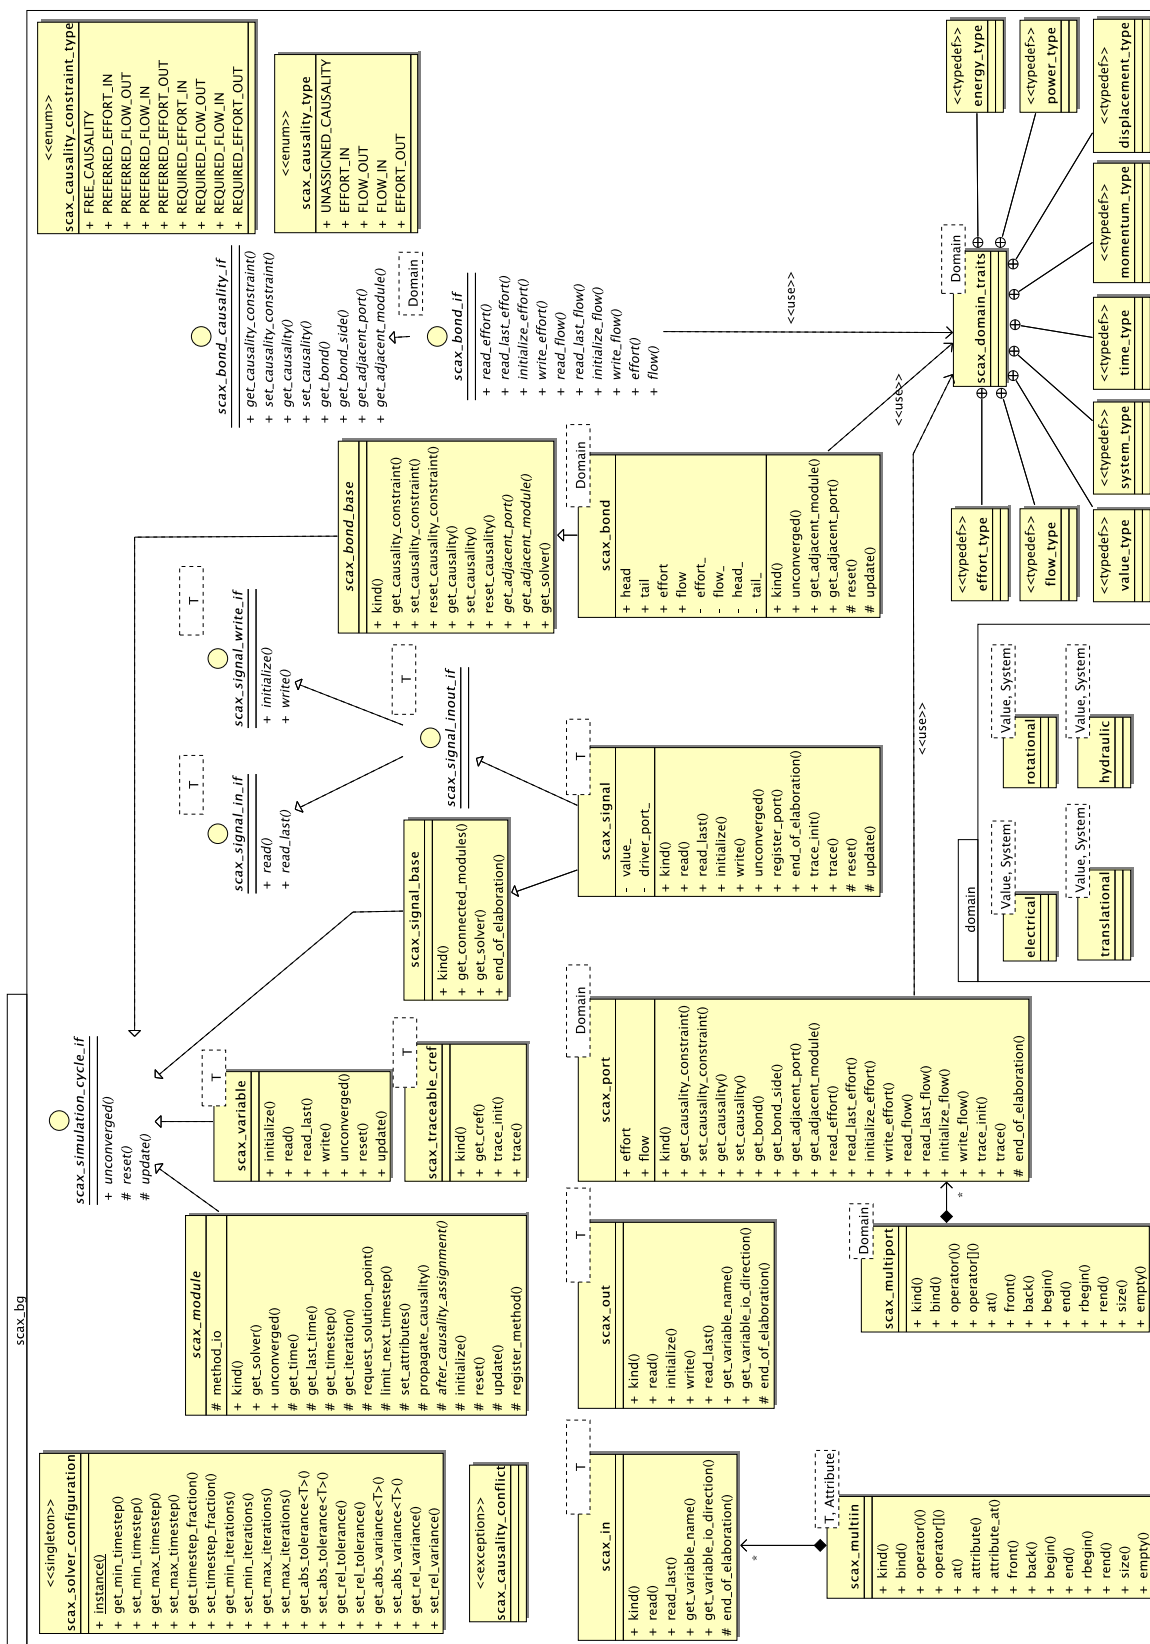 scax_bg
<<singleton>>
scax_solver_configuration
+ instance()
+ get_min_timestep()
+ set_min_timestep()
+ get_max_timestep()
+ set_max_timestep()
+ get_timestep_fraction()
+ set_timestep_fraction()
+ get_min_iterations()
+ set_min_iterations()
+ get_max_iterations()
+ set_max_iterations()
+ get_abs_tolerance<T>()
+ set_abs_tolerance<T>()
+ get_rel_tolerance()
+ set_rel_tolerance()
+ get_abs_variance<T>()
+ set_abs_variance<T>()
+ get_rel_variance()
+ set_rel_variance()
<<exception>>
scax_causality_conflict
T
scax_in
+ kind()
+ read()
+ read_last()
+ get_variable_name()
+ get_variable_io_direction()
# end_of_elaboration()
*
T, Attribute
scax_multiin
+ kind()
+ bind()
+ operator()()
+ operator[]()
+ at()
+ attribute()
+ attribute_at()
+ front()
+ back()
+ begin()
+ end()
+ rbegin()
+ rend()
+ size()
+ empty()
scax_module
# method_io
+ kind()
+ get_solver()
+ unconverged()
# get_time()
# get_last_time()
# get_timestep()
# get_iteration()
# request_solution_point()
# limit_next_timestep()
# set_attributes()
# propagate_causality()
# after_causality_assignment()
# initialize()
# reset()
# update()
# register_method()
T
scax_out
+ kind()
+ read()
+ initialize()
+ write()
+ read_last()
+ get_variable_name()
+ get_variable_io_direction()
# end_of_elaboration()
Domain
scax_multiport
+ kind()
+ bind()
+ operator()()
+ operator[]()
+ at()
+ front()
+ back()
+ begin()
+ end()
+ rbegin()
+ rend()
+ size()
+ empty()
*
scax_simulation_cycle_if
+ unconverged()
# reset()
# update()
T
scax_variable
+ initialize()
+ read()
+ read_last()
+ write()
+ unconverged()
+ reset()
+ update()
T
scax_traceable_cref
+ kind()
+ get_cref()
+ trace_init()
+ trace()
Domain
scax_port
+ effort
+ flow
+ kind()
+ get_causality_constraint()
+ set_causality_constraint()
+ get_causality()
+ set_causality()
+ get_bond()
+ get_bond_side()
+ get_adjacent_port()
+ get_adjacent_module()
+ read_effort()
+ read_last_effort()
+ initialize_effort()
+ write_effort()
+ read_flow()
+ read_last_flow()
+ initialize_flow()
+ write_flow()
+ trace_init()
+ trace()
# end_of_elaboration()
scax_signal_base
+ kind()
+ get_connected_modules()
+ get_solver()
+ end_of_elaboration()
T
scax_signal_in_if
+ read()
+ read_last()
T
scax_signal_write_if
+ initialize()
+ write()
T
scax_signal_inout_if
T
scax_signal
- value_
- driver_port_
+ kind()
+ read()
+ read_last()
+ initialize()
+ write()
+ unconverged()
+ register_port()
+ end_of_elaboration()
+ trace_init()
+ trace()
# reset()
# update()
<<use>>
domain
Value, System
electrical
Value, System
rotational
Value, System
translational
Value, System
hydraulic
scax_bond_base
+ kind()
+ get_causality_constraint()
+ set_causality_constraint()
+ reset_causality_constraint()
+ get_causality()
+ set_causality()
+ reset_causality()
+ get_adjacent_port()
+ get_adjacent_module()
+ get_solver()
Domain
scax_bond
+ head
+ tail
+ effort
+ flow
- effort_
- flow_
- head_
- tail_
+ kind()
+ unconverged()
+ get_adjacent_module()
+ get_adjacent_port()
# reset()
# update()
<<use>>
scax_bond_causality_if
+ get_causality_constraint()
+ set_causality_constraint()
+ get_causality()
+ set_causality()
+ get_bond()
+ get_bond_side()
+ get_adjacent_port()
+ get_adjacent_module()
Domain
scax_bond_if
+ read_effort()
+ read_last_effort()
+ initialize_effort()
+ write_effort()
+ read_flow()
+ read_last_flow()
+ initialize_flow()
+ write_flow()
+ effort()
+ flow()
<<use>>
<<enum>>
scax_causality_constraint_type
+ FREE_CAUSALITY
+ PREFERRED_EFFORT_IN
+ PREFERRED_FLOW_OUT
+ PREFERRED_FLOW_IN
+ PREFERRED_EFFORT_OUT
+ REQUIRED_EFFORT_IN
+ REQUIRED_FLOW_OUT
+ REQUIRED_FLOW_IN
+ REQUIRED_EFFORT_OUT
<<enum>>
scax_causality_type
+ UNASSIGNED_CAUSALITY
+ EFFORT_IN
+ FLOW_OUT
+ FLOW_IN
+ EFFORT_OUT
Domain
scax_domain_traits
<<typedef>>
effort_type
<<typedef>>
flow_type
<<typedef>>
value_type
<<typedef>>
system_type
<<typedef>>
time_type
<<typedef>>
momentum_type
<<typedef>>
displacement_type
<<typedef>>
power_type
<<typedef>>
energy_type